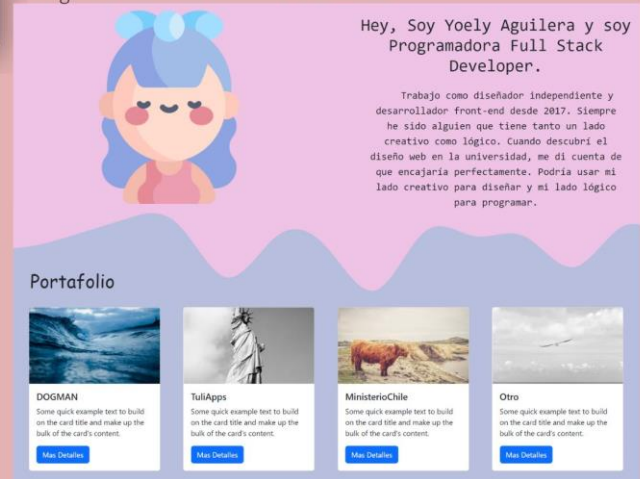 Hey, Soy Yoely Aguilera y soy
Programadora Full Stack
Developer.
Trabajo como diseñador independiente y
desarrollador front-end desde 2017. Siempre
he sido alguien que tiene tanto un lado
creativo como lógico. Cuando descubrí el
diseño web en la universidad, me di cuenta de
que encajaría perfectamente. Podría usar mi
lado creativo para diseñar y mi lado lógico
para programar.
Portafolio
DOGMAN
Some quick example text to build
on the card title and make up the
bulk of the card's content.
Mas Detalles
TuliApps
Some quick example text to build
on the card title and make up the
bulk of the card's content.
Mas Detalles
MinisterioChile
Some quick example text to build
on the card title and make up the
bulk of the card's content.
Mas Detalles
Otro
Some quick example text to build
on the card title and make up the
bulk of the card's content.
Mas Detalles